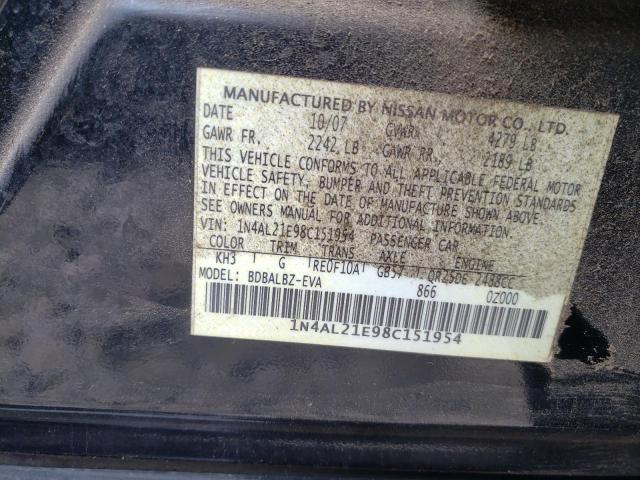 MANUFACTURED BY NISSAN MOTOR CO., LTD.
DATE 10/07 GVWR 4279 LB
GAWR FR. 2242 LB GAWR RR. 2189 LB
THIS VEHICLE CONFORMS TO ALL APPLICABLE FEDERAL MOTOR
VEHICLE SAFETY, BUMPER AND THEFT PREVENTION STANDARDS
IN EFFECT ON THE DATE OF MANUFACTURE SHOWN ABOVE.
SEE OWNERS MANUAL FOR ADDITIONAL INFORMATION.
VIN: 1N4AL21E98C151954 PASSENGER CAR
COLOR TRIM TRANS AXLE ENGINE
KH3 G RE0F10A GB57 QR25DE 2488CC
MODEL: BDBALBZ-EVA 866 0Z000
1N4AL21E98C151954